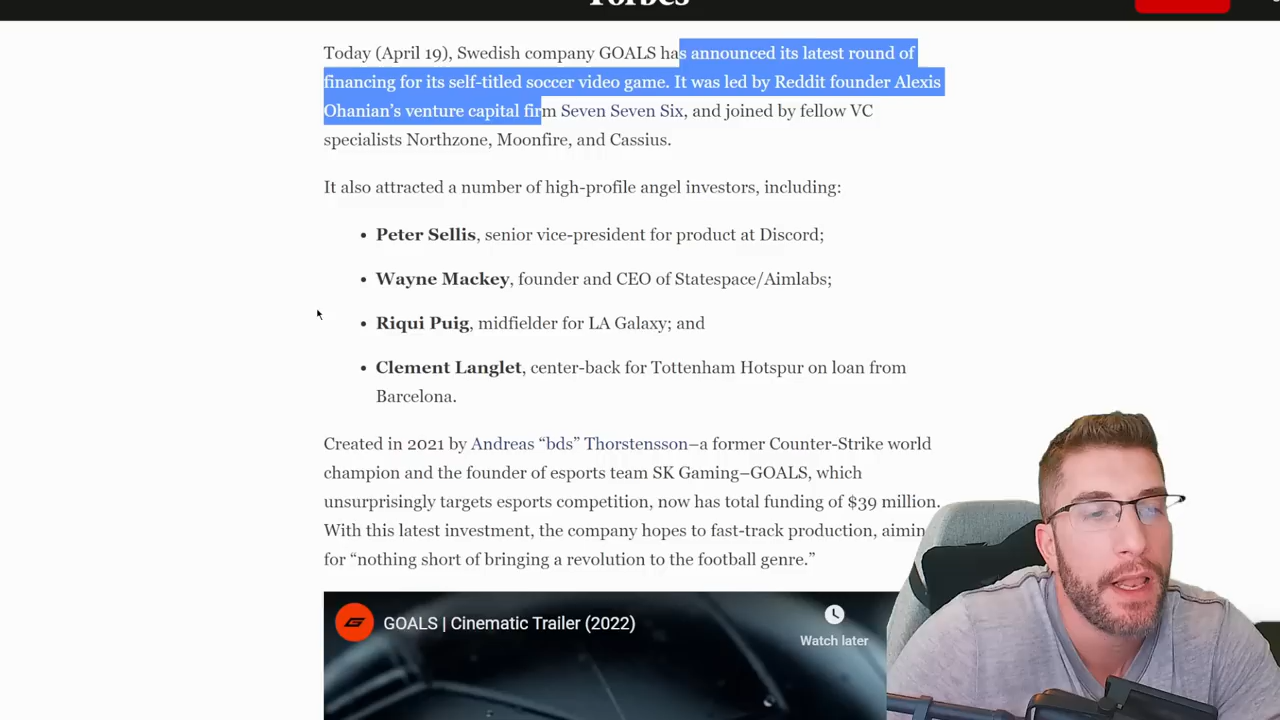 Forbes
Today (April 19), Swedish company GOALS has announced its latest round of
financing for its self-titled soccer video game. It was led by Reddit founder Alexis
Ohanian’s venture capital firm Seven Seven Six, and joined by fellow VC
specialists Northzone, Moonfire, and Cassius.
It also attracted a number of high-profile angel investors, including:
• Peter Sellis, senior vice-president for product at Discord;
• Wayne Mackey, founder and CEO of Statespace/Aimlabs;
• Riqui Puig, midfielder for LA Galaxy; and
• Clement Langlet, center-back for Tottenham Hotspur on loan from
Barcelona.
Created in 2021 by Andreas “bds” Thorstensson–a former Counter-Strike world
champion and the founder of esports team SK Gaming–GOALS, which
unsurprisingly targets esports competition, now has total funding of $39 million.
With this latest investment, the company hopes to fast-track production, aimin
for “nothing short of bringing a revolution to the football genre.”
GOALS | Cinematic Trailer (2022)
Watch later